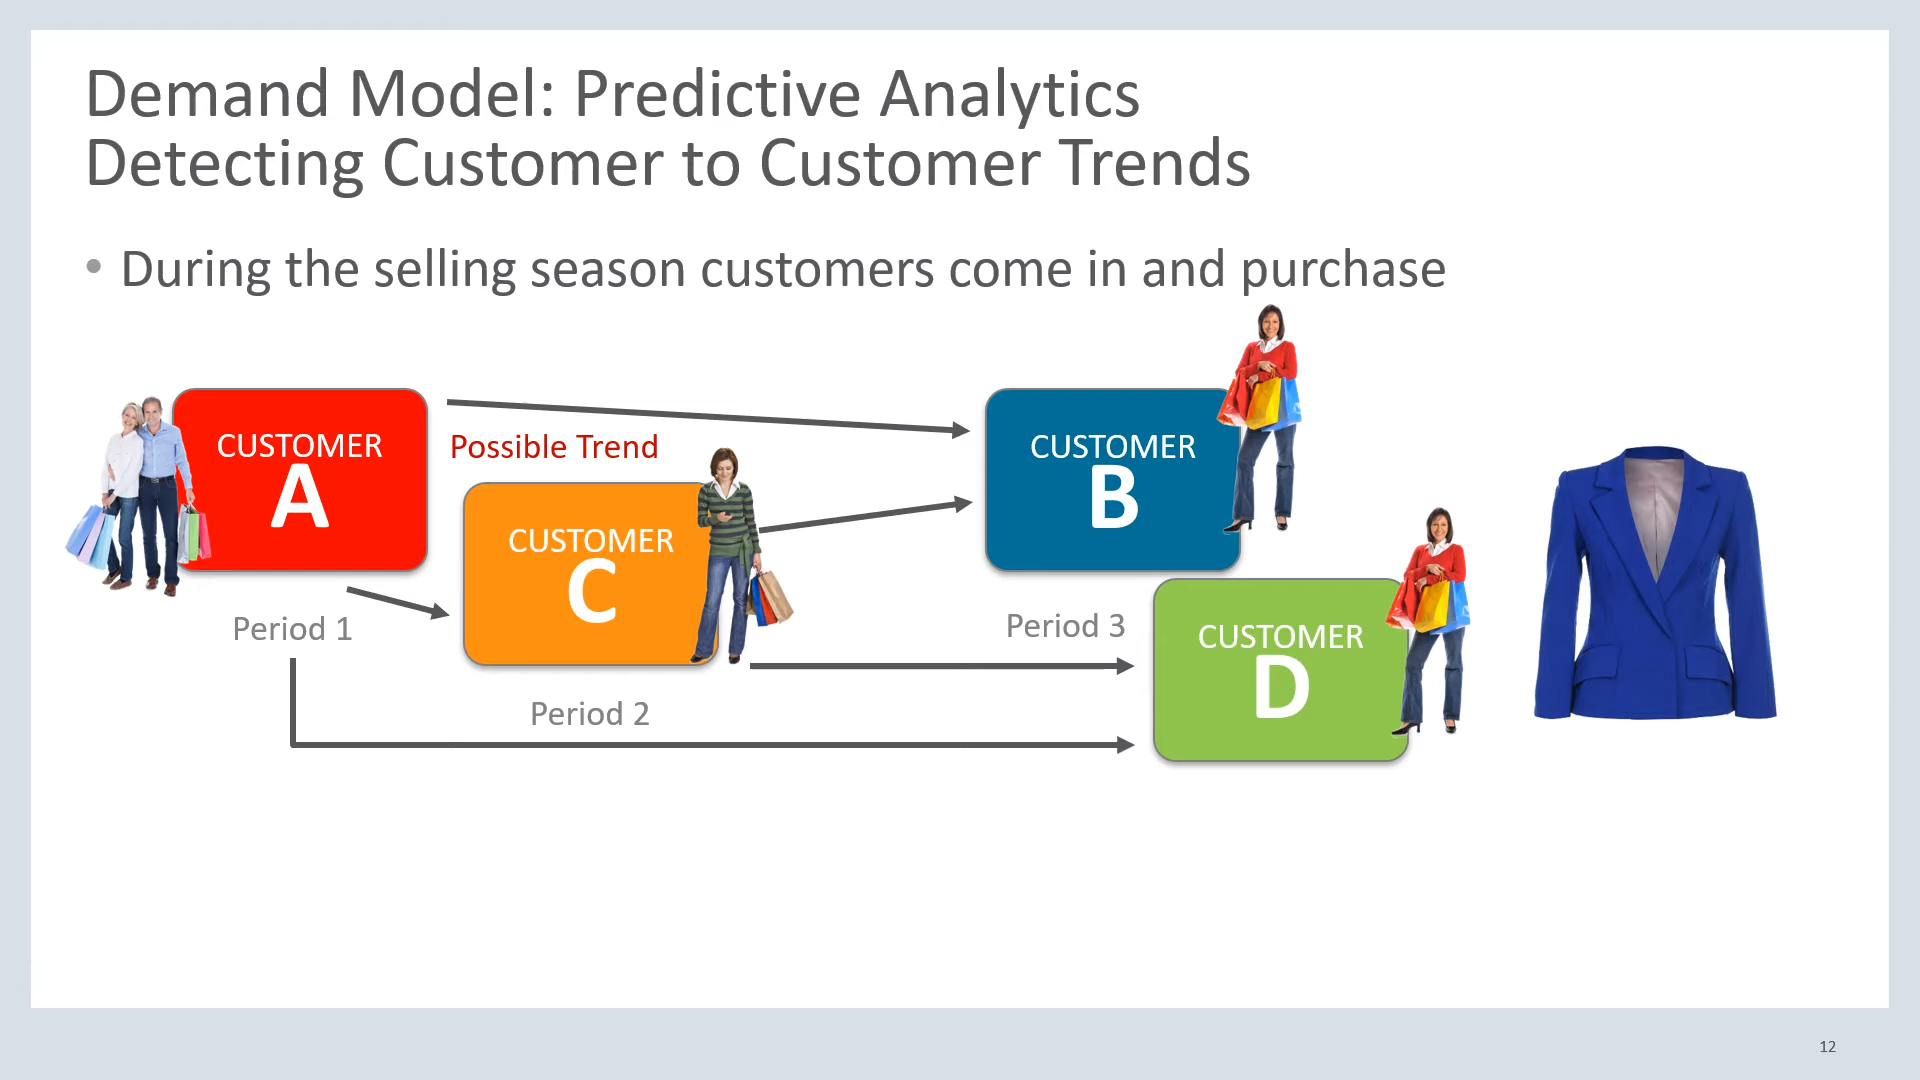 Demand Model: Predictive Analytics
Detecting Customer to Customer Trends
• During the selling season customers come in and purchase
CUSTOMER
A
Possible Trend
CUSTOMER
C
CUSTOMER
B
Period 1
Period 2
Period 3
CUSTOMER
D
12